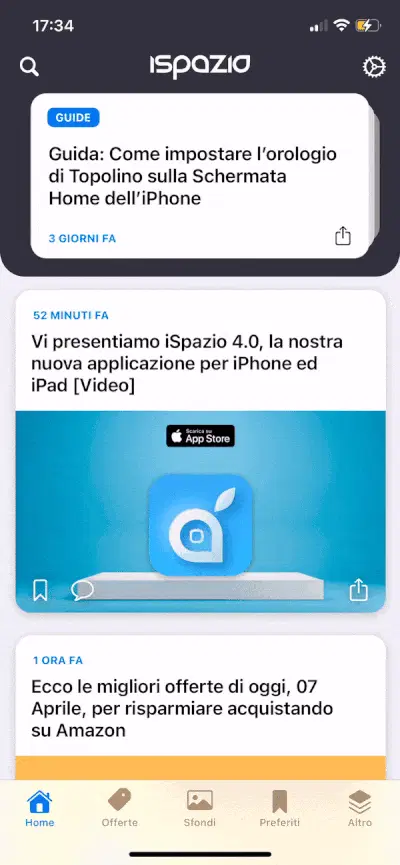 17:34
ISPAZIO
GUIDE
Guida: Come impostare l'orologio
di Topolino sulla Schermata
Home dell'iPhone
3 GIORNI FA
52 MINUTI FA
Vi presentiamo iSpazio 4.0, la nostra
nuova applicazione per iPhone ed
iPad [Video]
Scarica su
App Store
1 ORA FA
Ecco le migliori offerte di oggi, 07
Aprile, per risparmiare acquistando
su Amazon
Home
Offerte
Sfondi
Preferiti
Altro